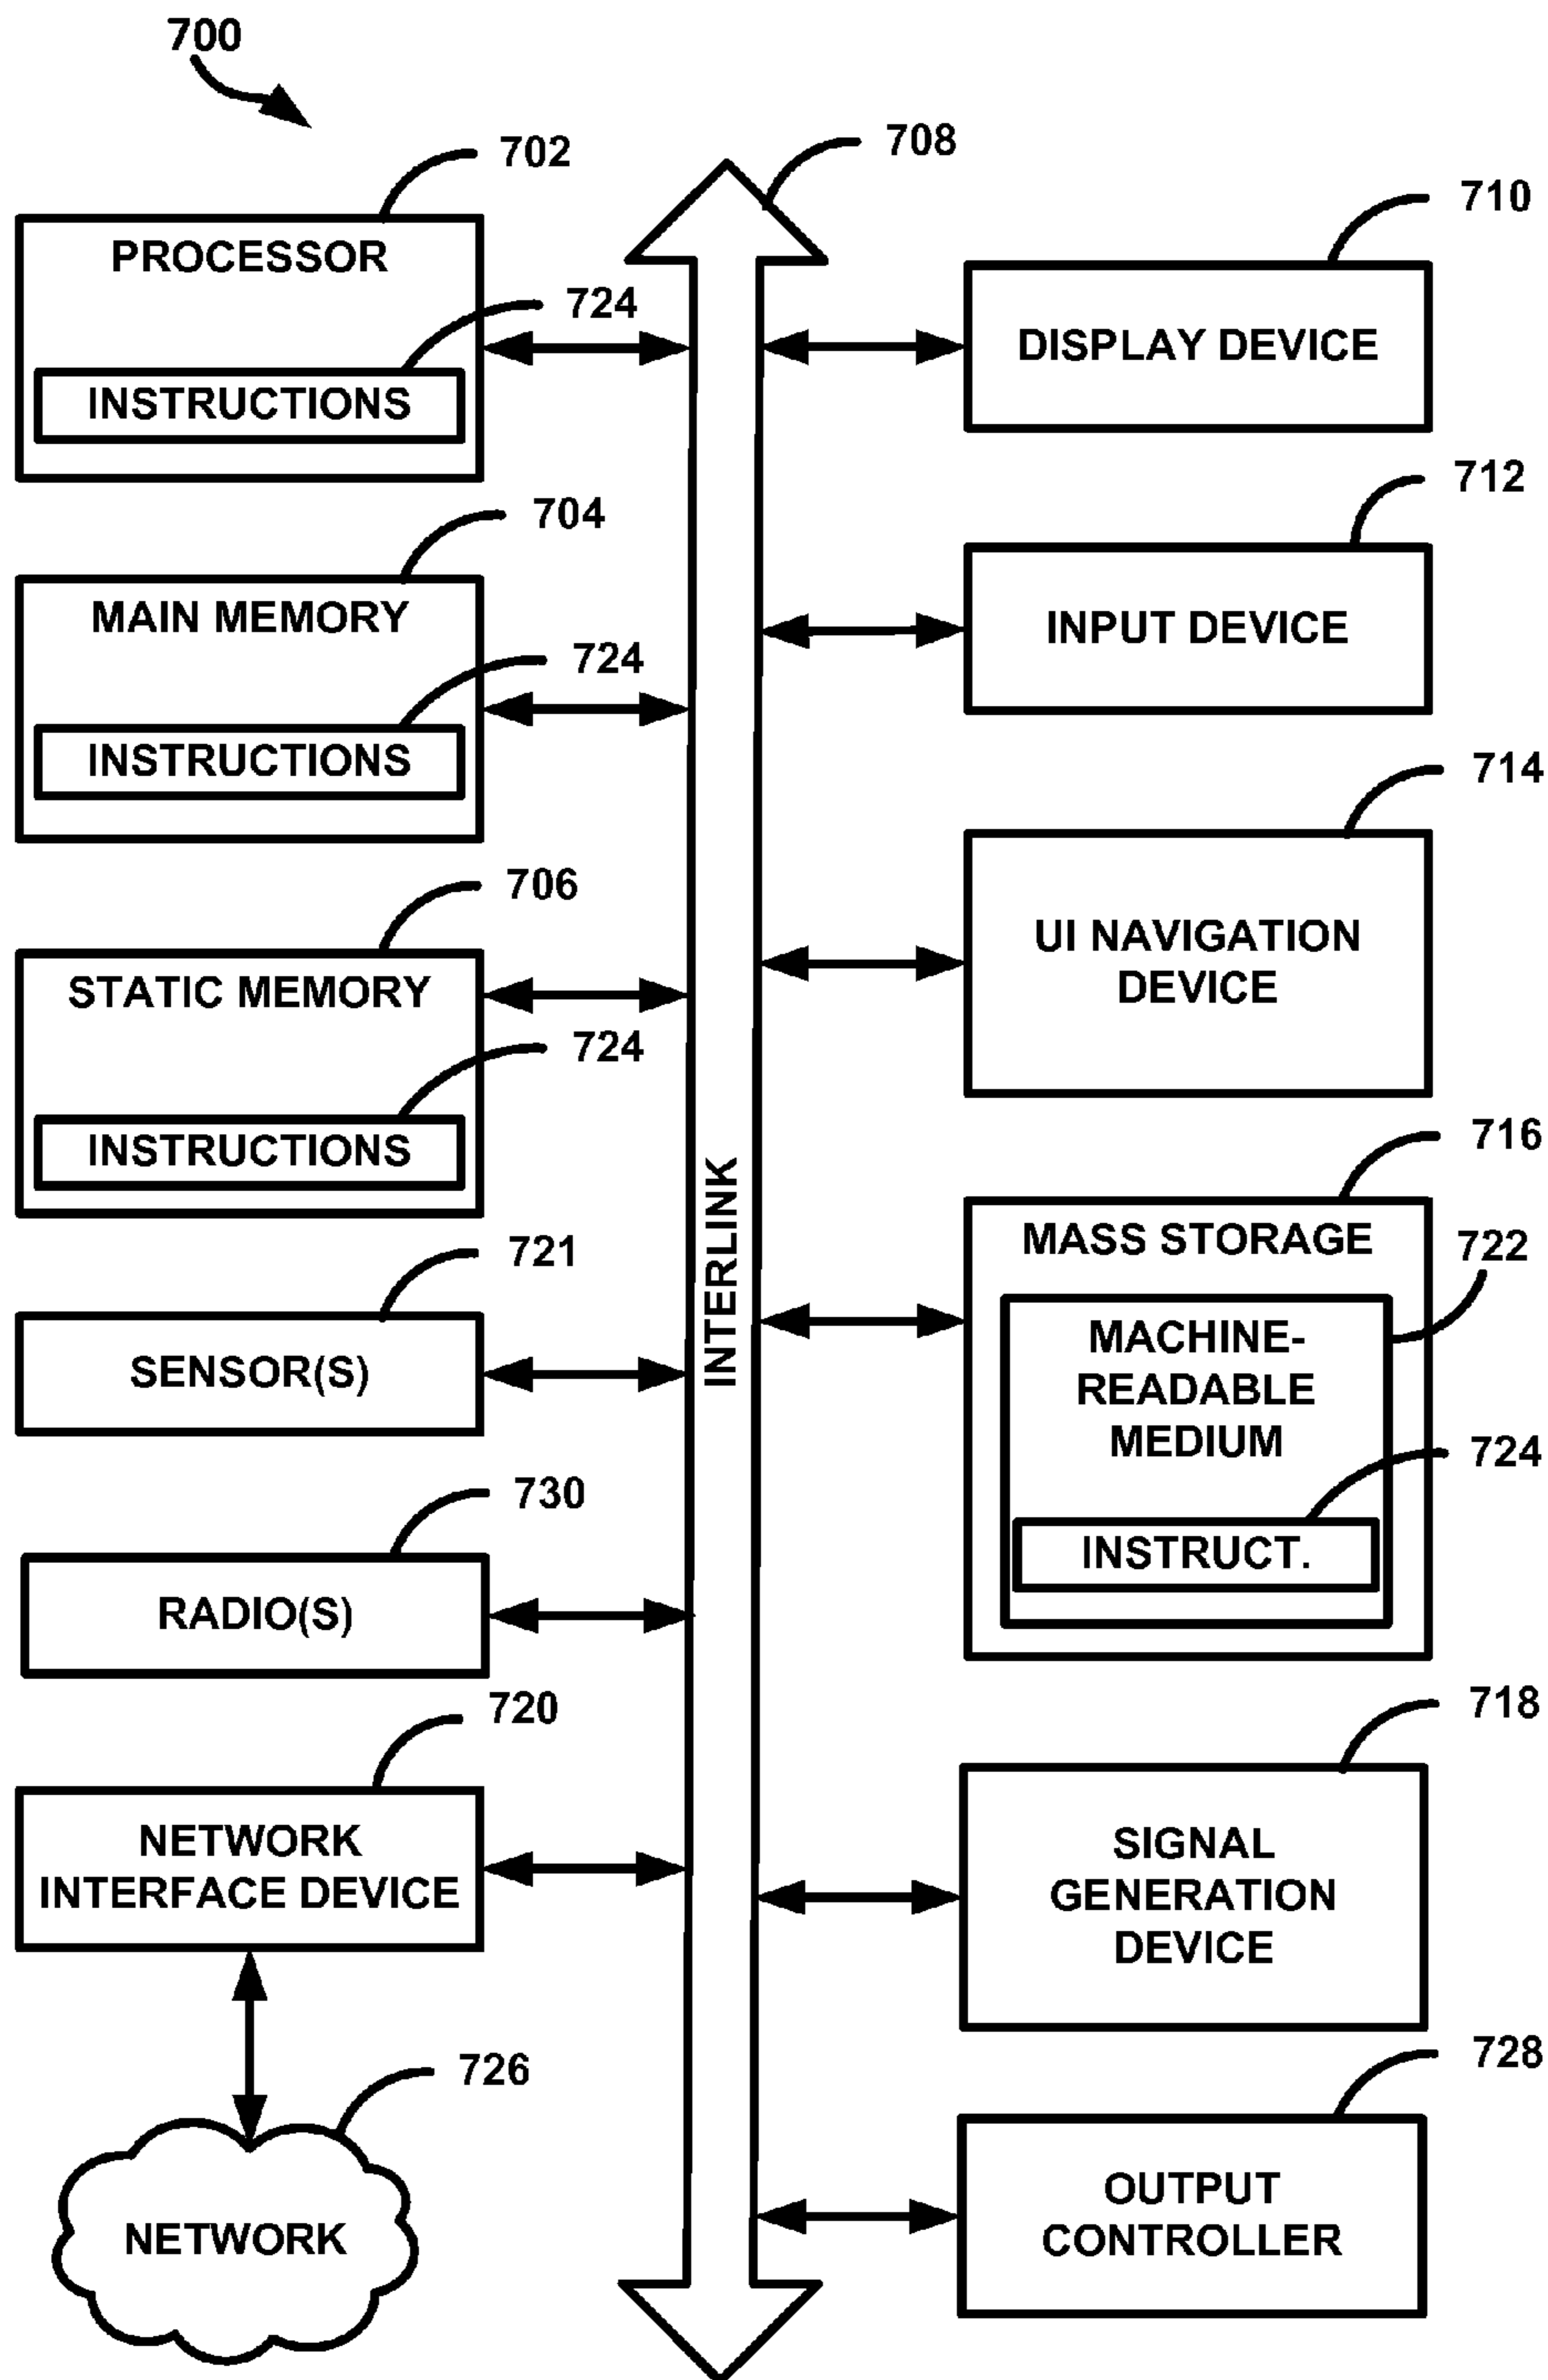 700
702
PROCESSOR
724
INSTRUCTIONS
704
MAIN MEMORY
724
INSTRUCTIONS
706
STATIC MEMORY
724
INSTRUCTIONS
721
SENSOR(S)
730
RADIO(S)
720
NETWORK
INTERFACE DEVICE
726
NETWORK
708
INTERLINK
710
DISPLAY DEVICE
712
INPUT DEVICE
714
UI NAVIGATION
DEVICE
716
MASS STORAGE
722
MACHINE-
READABLE
MEDIUM
724
INSTRUCT.
718
SIGNAL
GENERATION
DEVICE
728
OUTPUT
CONTROLLER